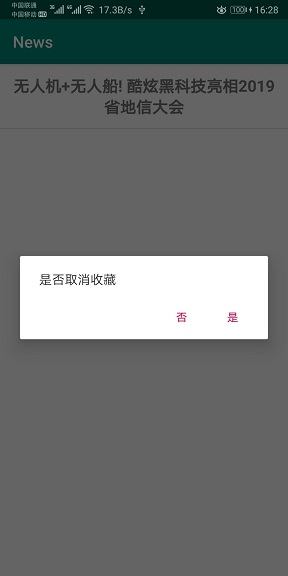 中国联通
中国移动 HD 3G 4G 17.3B/s 100 16:28
News
无人机+无人船! 酷炫黑科技亮相2019
省地信大会
是否取消收藏
否 是